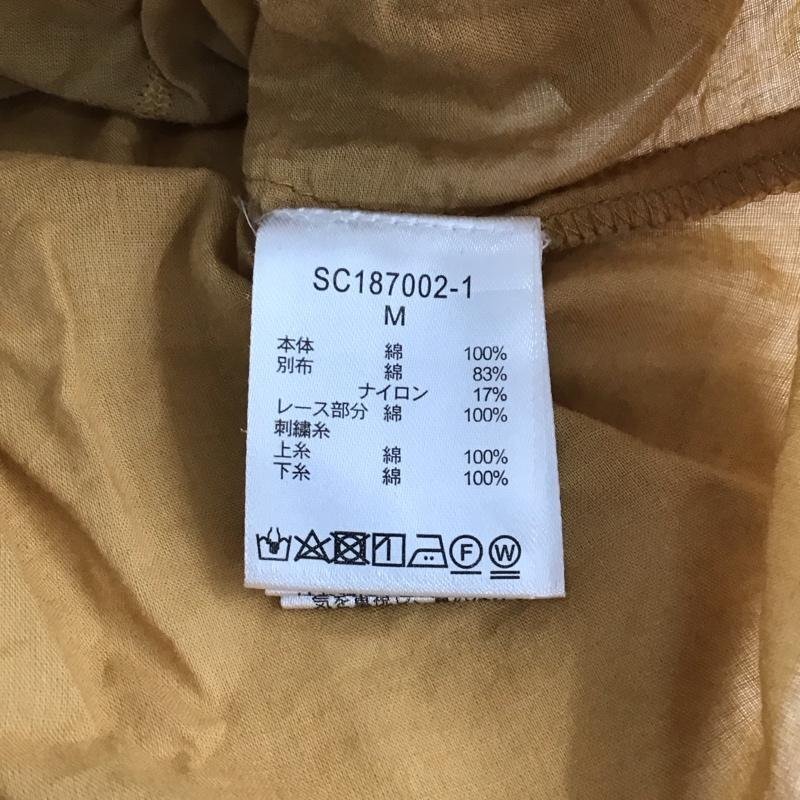 SC187002-1
M
本体 綿 100%
別布 綿 83%
ナイロン 17%
レース部分 綿 100%
刺繍糸
上糸 綿 100%
下糸 綿 100%
F W